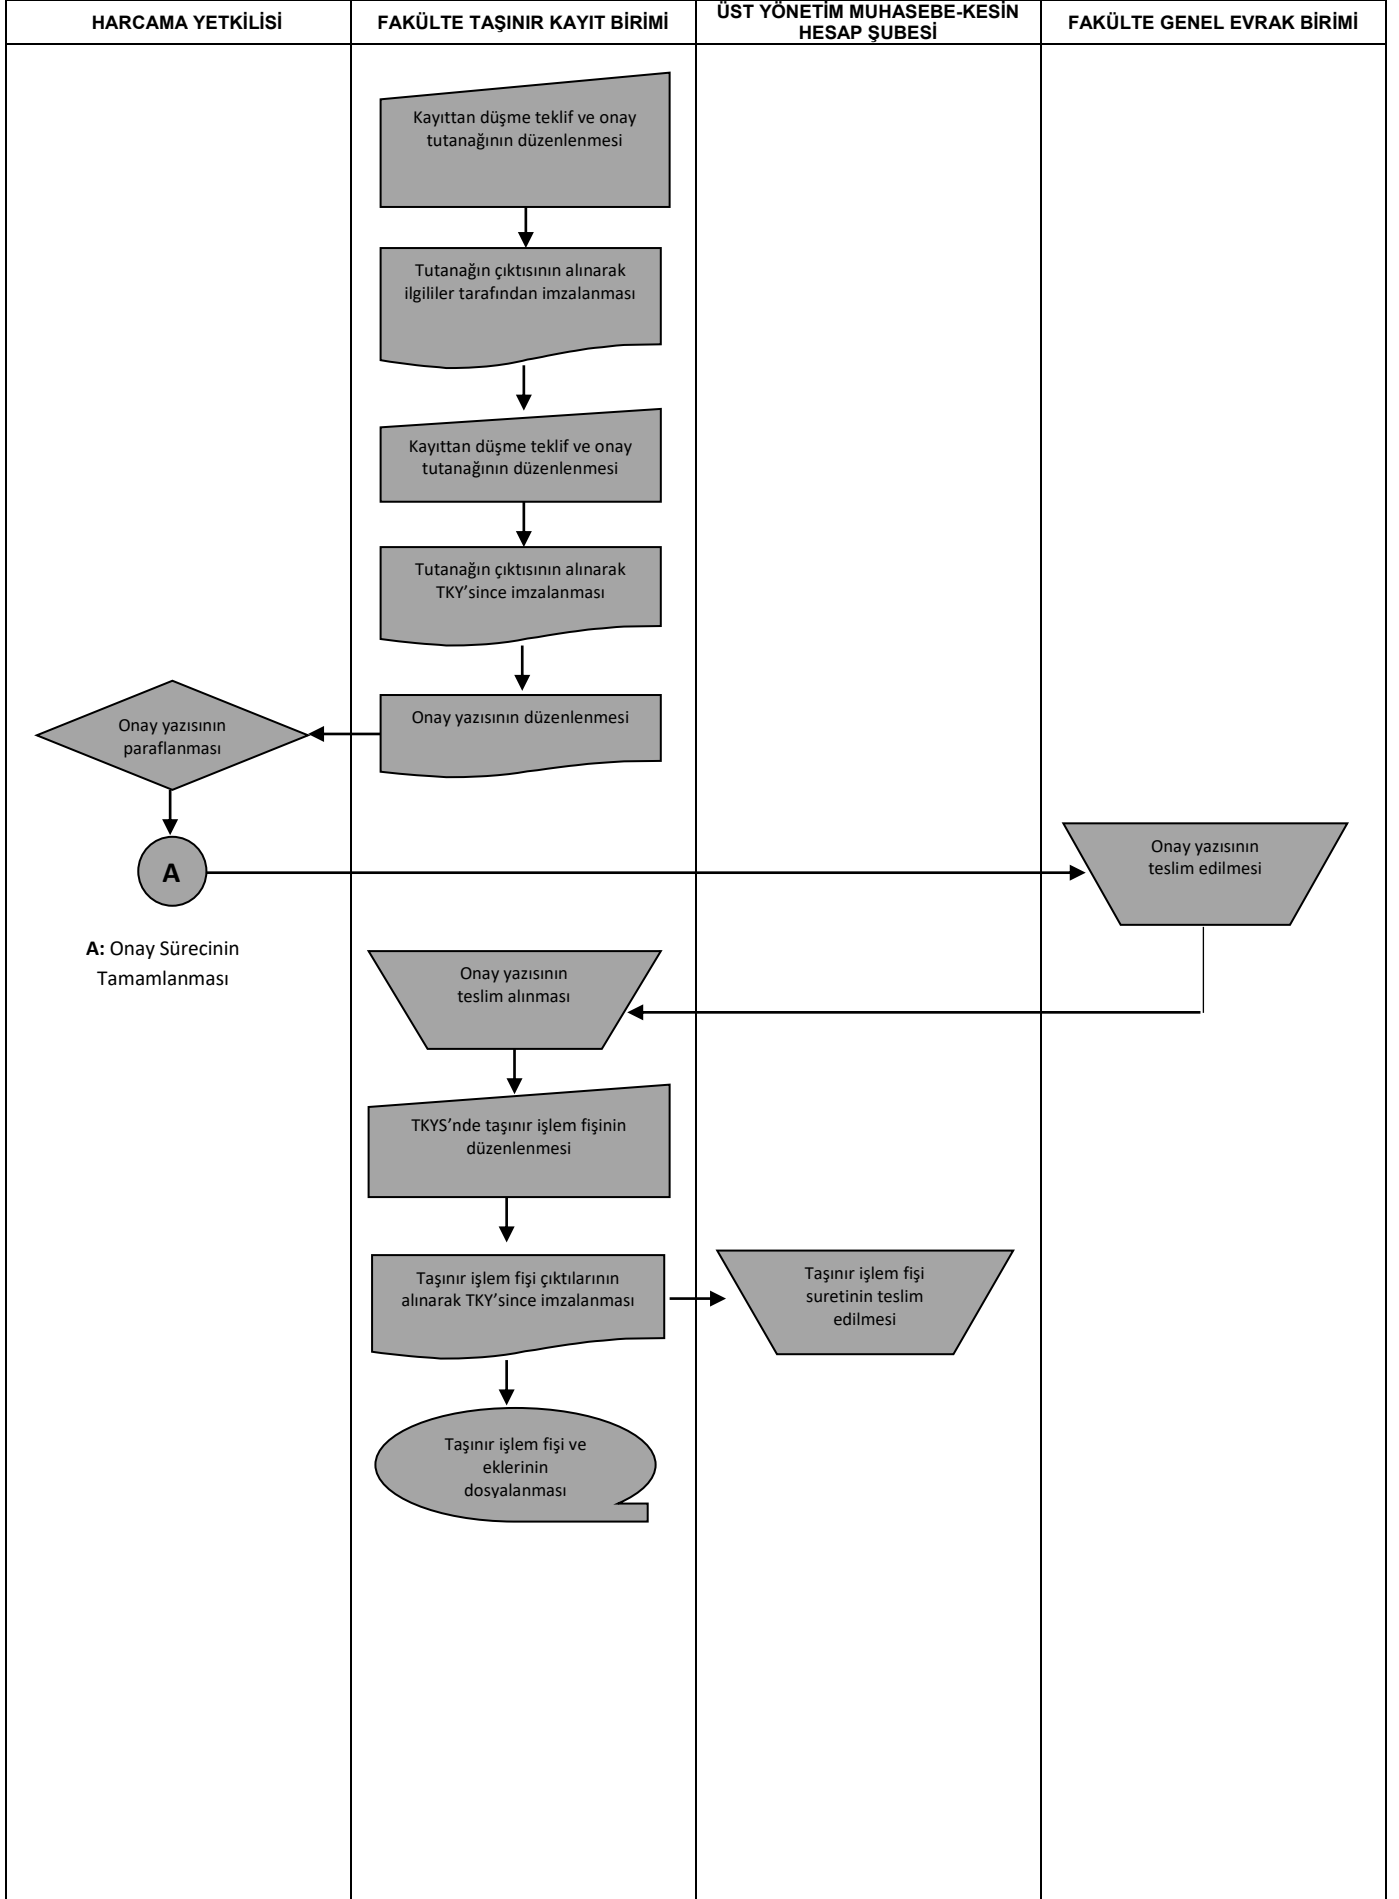 HARCAMA YETKİLİSİ
FAKÜLTE TAŞINIR KAYIT BİRİMİ
ÜST YÖNETİM MUHASEBE-KESİN
HESAP ŞUBESİ
FAKÜLTE GENEL EVRAK BİRİMİ
Kayıttan düşme teklif ve onay
tutanağının düzenlenmesi
Tutanağın çıktısının alınarak
ilgililer tarafından imzalanması
Kayıttan düşme teklif ve onay
tutanağının düzenlenmesi
Tutanağın çıktısının alınarak
TKY’since imzalanması
Onay yazısının düzenlenmesi
Onay yazısının
paraflanması
A
Onay yazısının
teslim edilmesi
A: Onay Sürecinin
Tamamlanması
Onay yazısının
teslim alınması
TKYS’nde taşınır işlem fişinin
düzenlenmesi
Taşınır işlem fişi çıktılarının
alınarak TKY’since imzalanması
Taşınır işlem fişi
suretinin teslim
edilmesi
Taşınır işlem fişi ve
eklerinin
dosyalanması